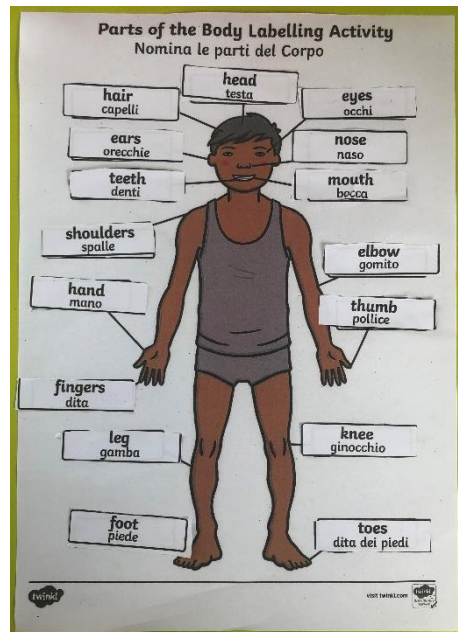 Parts of the Body Labelling Activity
Nomina le parti del Corpo
head
testa
hair
capelli
eyes
occhi
ears
orecchie
nose
naso
teeth
denti
mouth
bocca
shoulders
spalle
elbow
gomito
hand
mano
thumb
pollice
fingers
dita
leg
gamba
knee
ginocchio
foot
piede
toes
dita dei piedi
twinkl
visit twinkl.com
twinkl